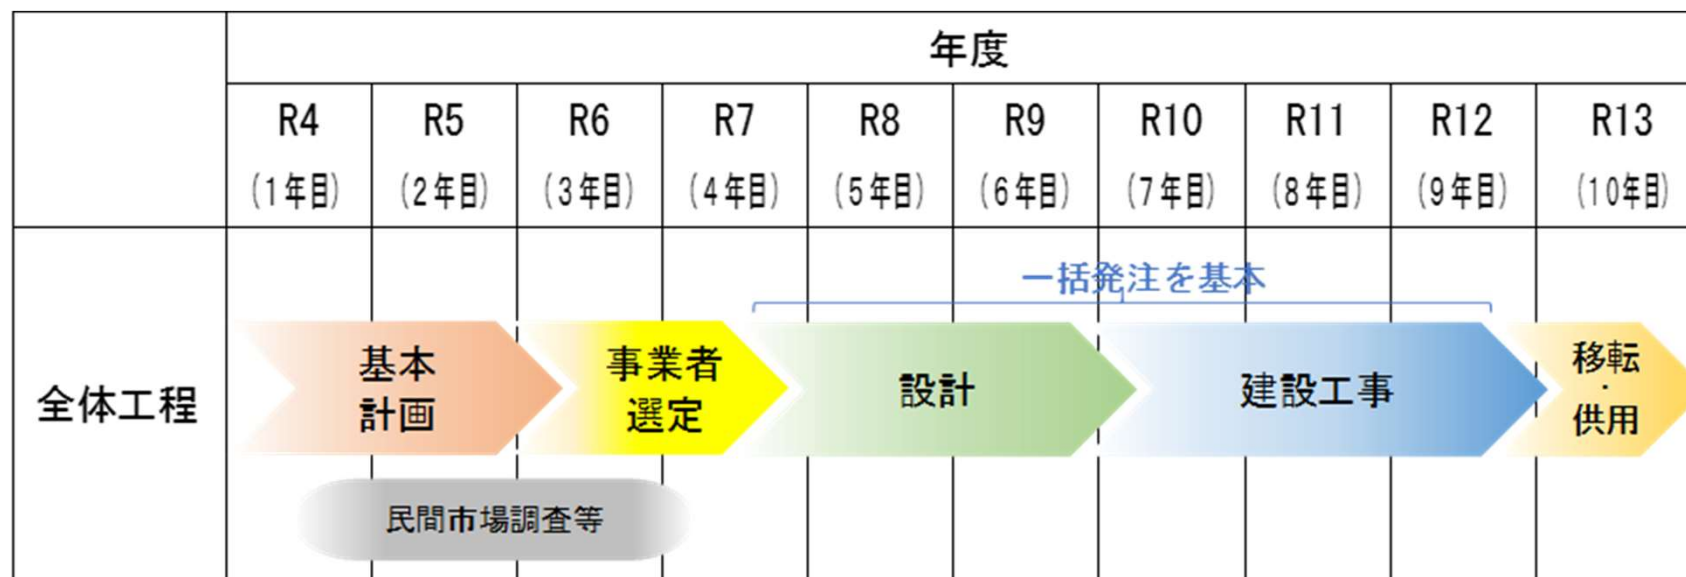 年度
R4
R5
R6
R7
R8
R9
R10
R11
R12
R13
(1年目)
(2年目)
(3年目)
(4年目)
(5年目)
(6年目)
(7年目)
(8年目)
(9年目)
(10年目)
一括発注を基本
全体工程
基本
計画
事業者
選定
設計
建設工事
移転
・
供用
民間市場調査等